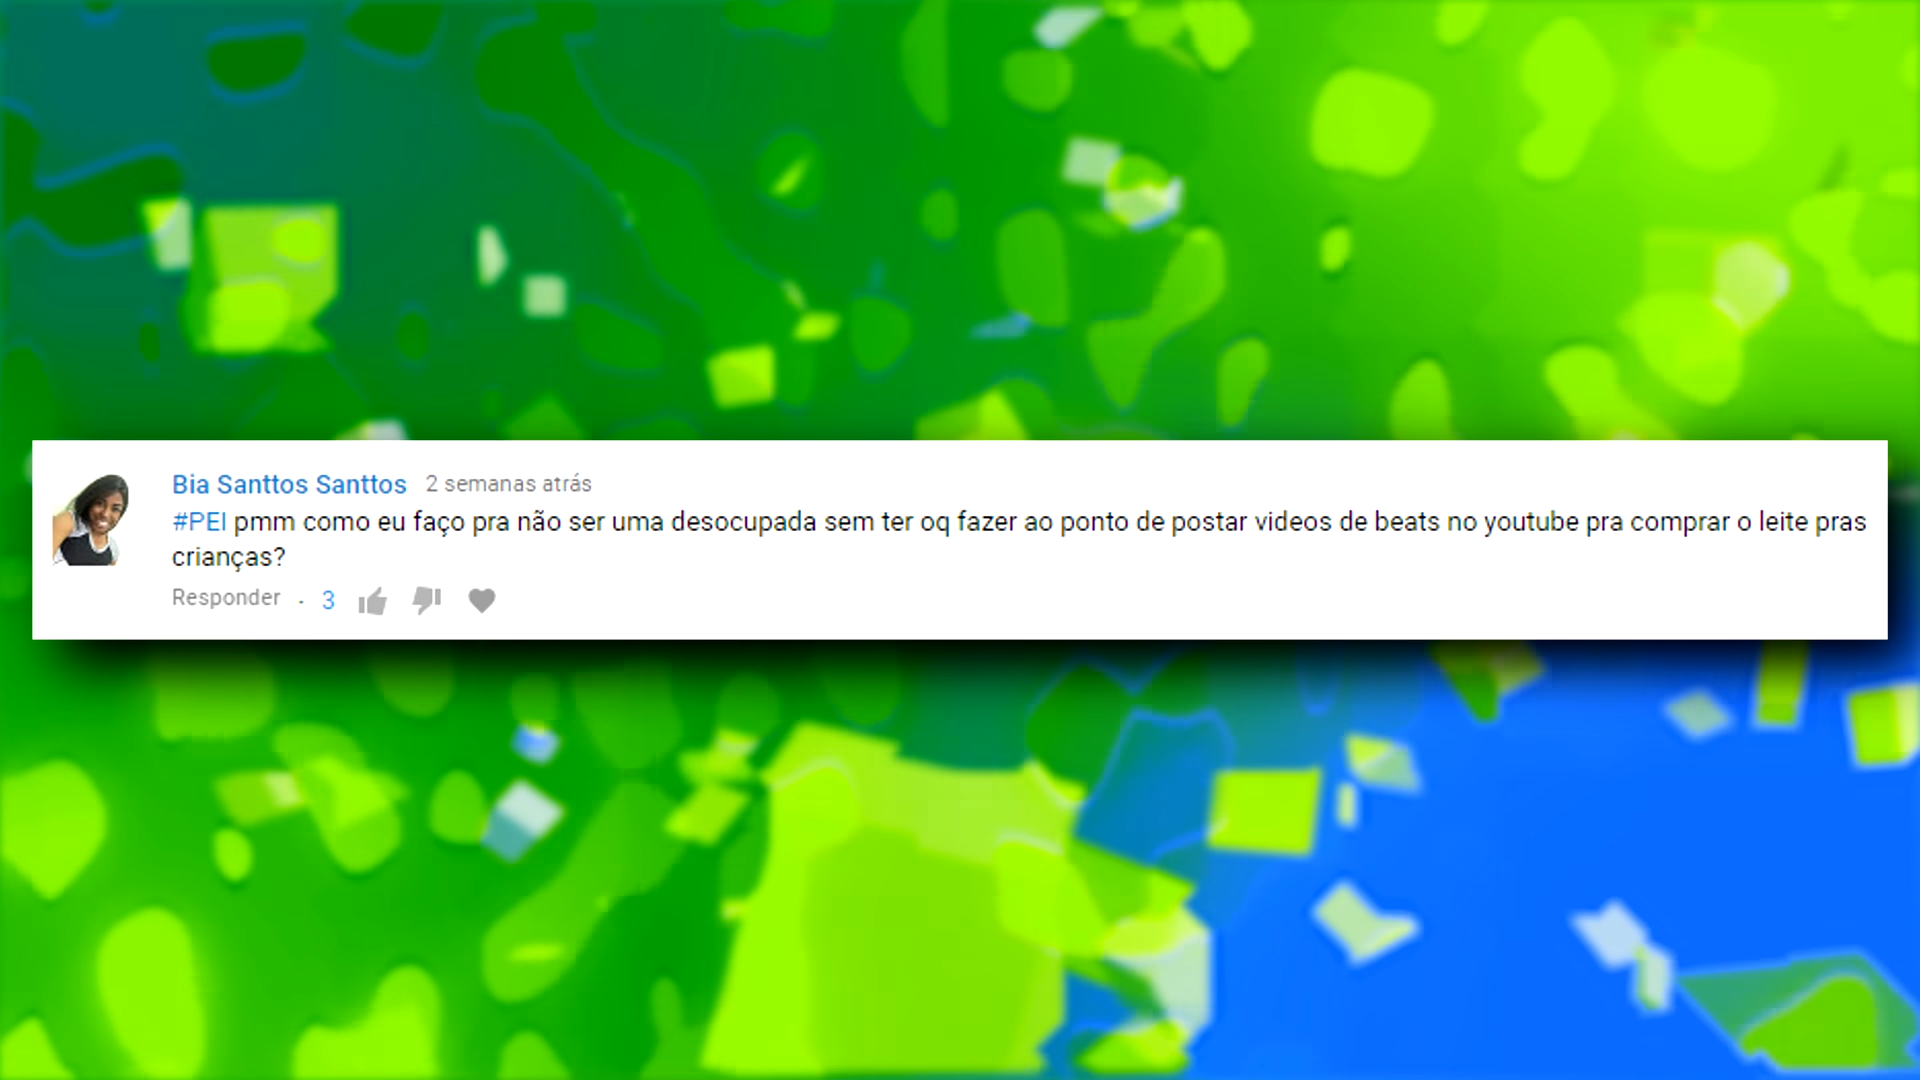 Bia Santtos Santtos 2 semanas atrás
#PEI pmm como eu faço pra não ser uma desocupada sem ter oq fazer ao ponto de postar videos de beats no youtube pra comprar o leite pras
crianças?
Responder · 3